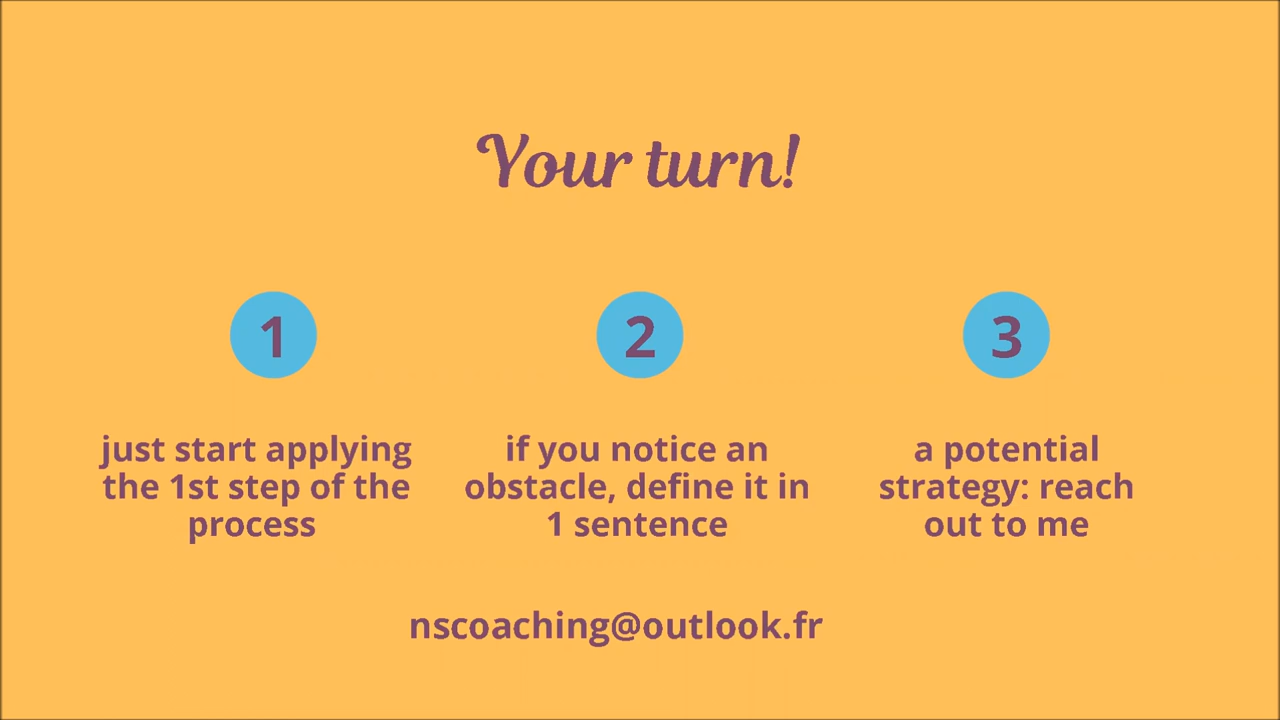 Your turn!
1
just start applying
the 1st step of the
process
2
if you notice an
obstacle, define it in
1 sentence
3
a potential
strategy: reach
out to me
nscoaching@outlook.fr